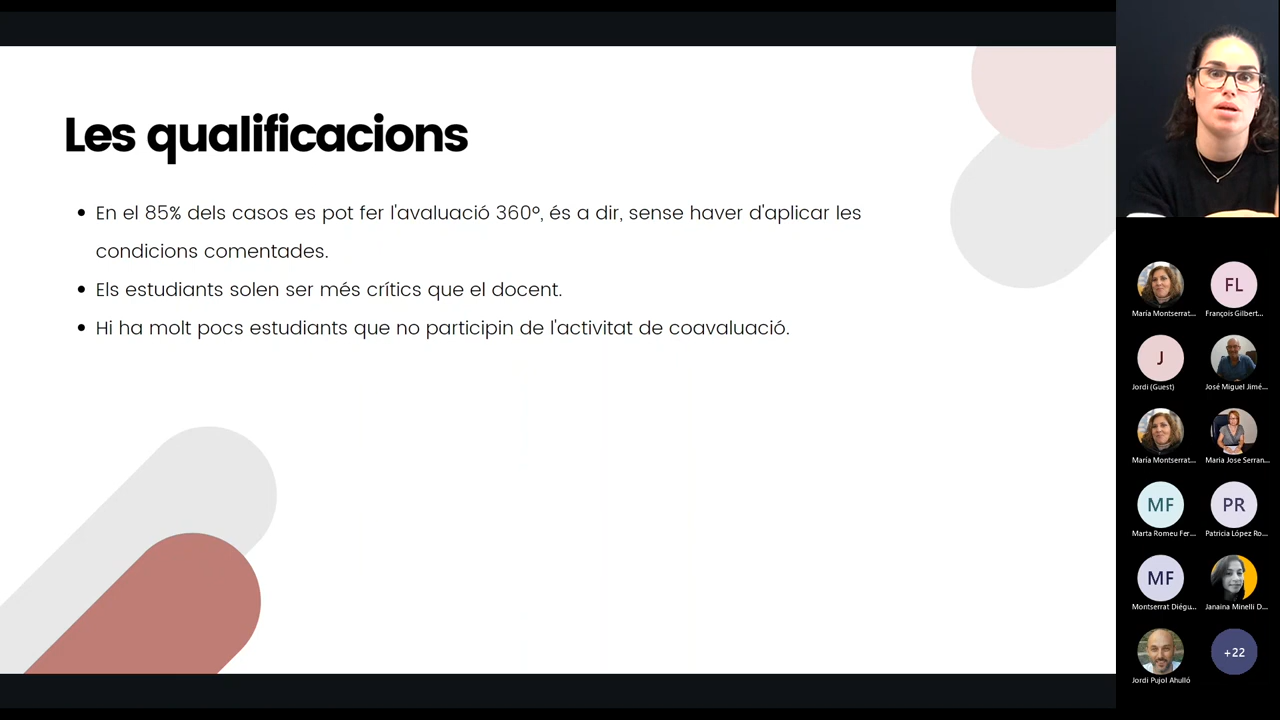 Les qualificacions
En el 85% dels casos es pot fer l'avaluació 360º, és a dir, sense haver d'aplicar les
condicions comentades.
Els estudiants solen ser més crítics que el docent.
Hi ha molt pocs estudiants que no participin de l'activitat de coavaluació.
María Montserrat...
FL
François Gilbert...
J
Jordi (Guest)
José Miguel Jimé...
María Montserrat...
Maria Jose Serran...
MF
Marta Romeu Fer...
PR
Patricia López Ro...
MF
Montserrat Diégu...
Janaina Minelli D...
Jordi Pujol Ahulló
+22